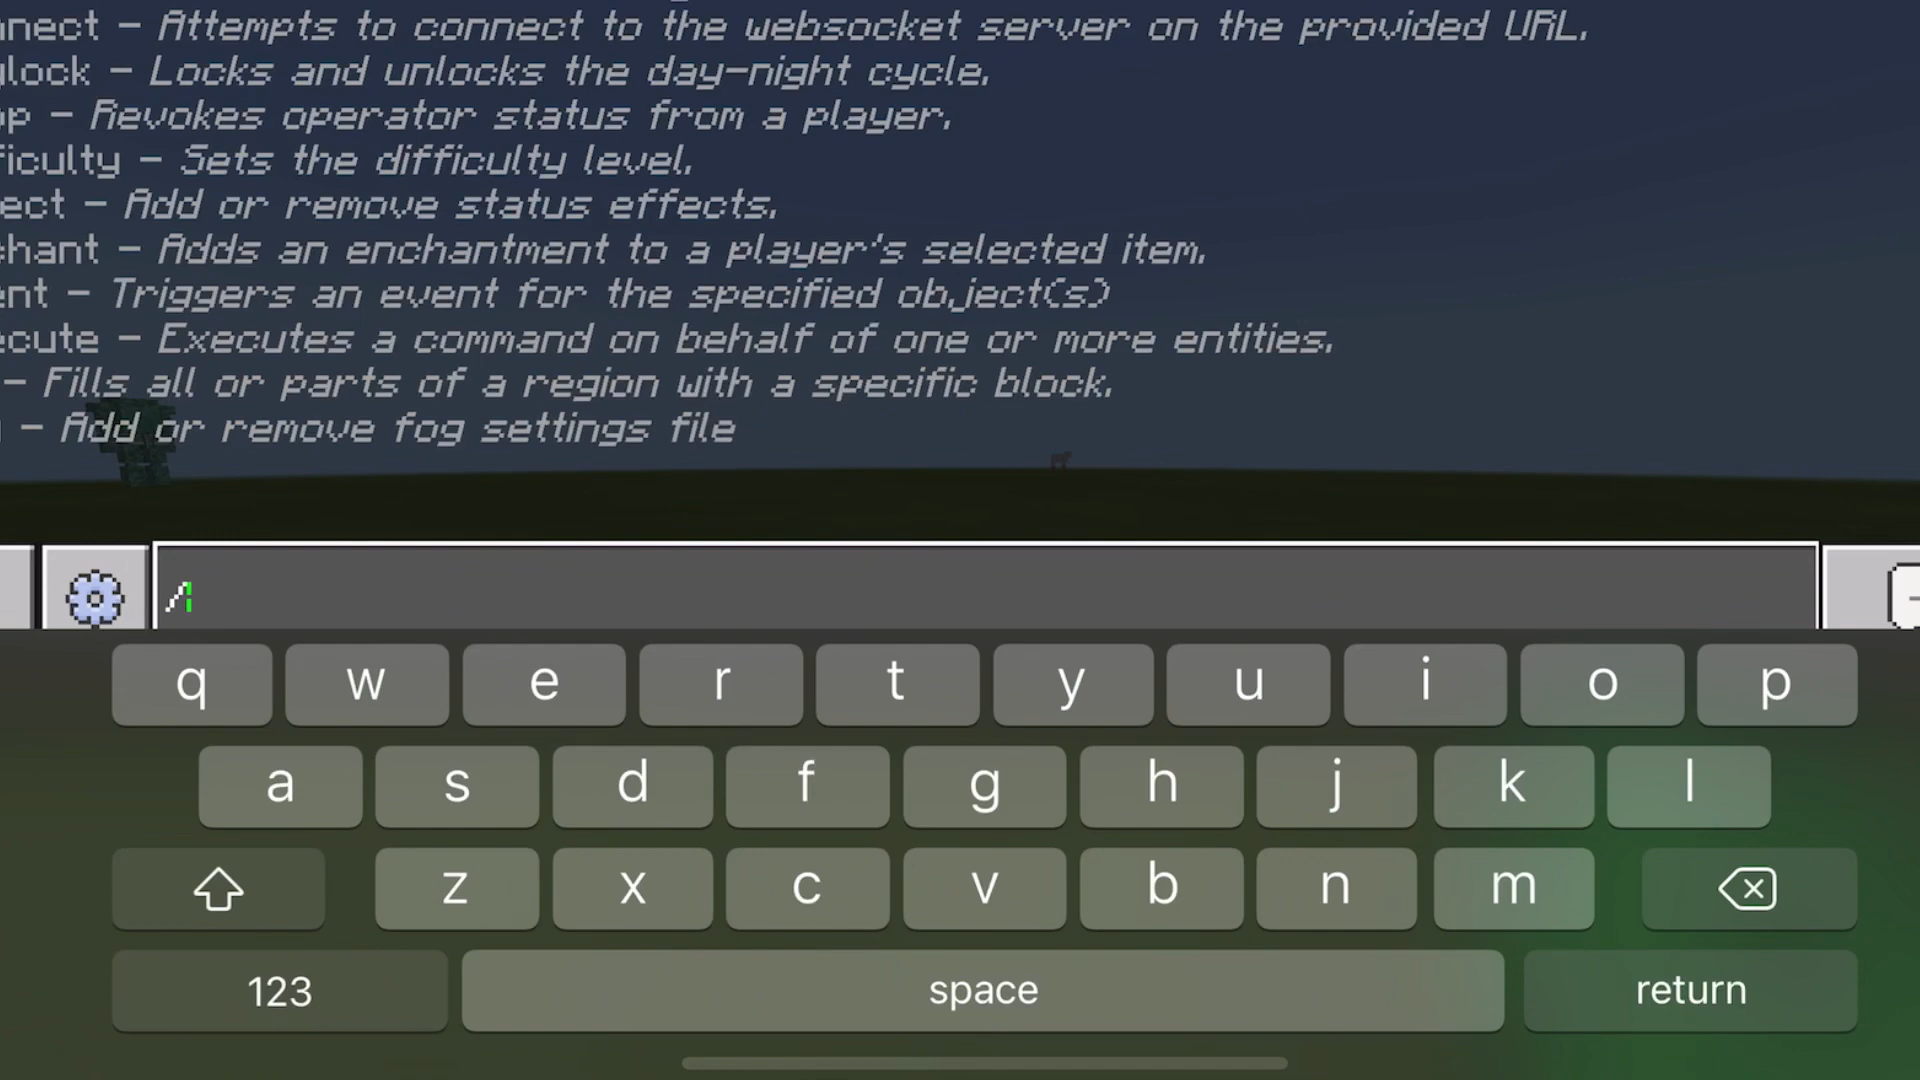 nnect – Attempts to connect to the websocket server on the provided URL.
ylock – Locks and unlocks the day-night cycle.
op – Revokes operator status from a player.
ficulty – Sets the difficulty level.
ect – Add or remove status effects.
chant – Adds an enchantment to a player's selected item.
ent – Triggers an event for the specified object(s)
ecute – Executes a command on behalf of one or more entities.
– Fills all or parts of a region with a specific block.
– Add or remove fog settings file
/
q w e r t y u i o p
a s d f g h j k l
z x c v b n m
123 space return